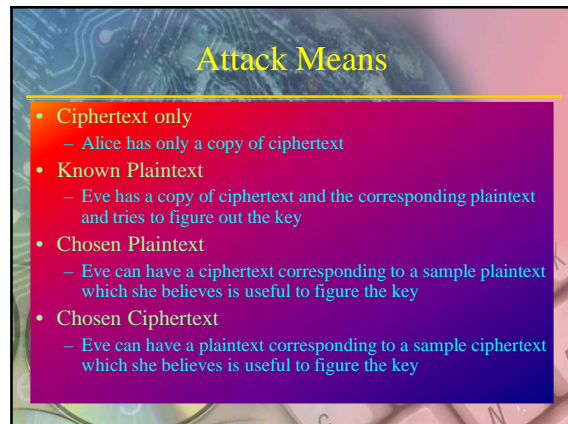 Attack Means
• Ciphertext only
– Alice has only a copy of ciphertext
• Known Plaintext
– Eve has a copy of ciphertext and the corresponding plaintext
and tries to figure out the key
• Chosen Plaintext
– Eve can have a ciphertext corresponding to a sample plaintext
which she believes is useful to figure the key
• Chosen Ciphertext
– Eve can have a plaintext corresponding to a sample ciphertext
which she believes is useful to figure the key
K
C
N